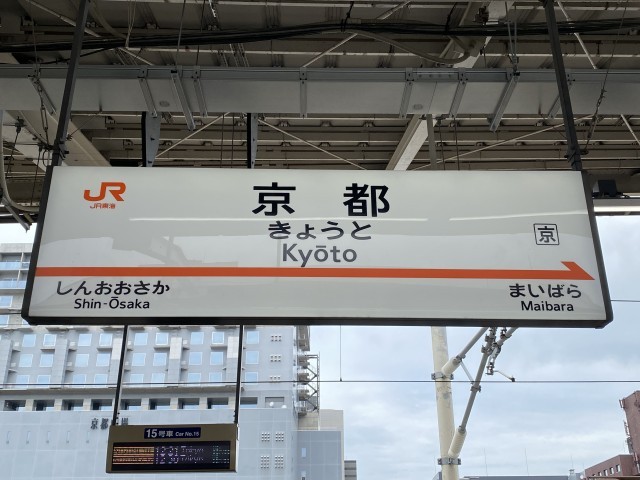 JR
JR東海
京都
きょうと
Kyōto
京
しんおおさか
Shin-Ōsaka
まいばら
Maibara
15号車 Car No.15